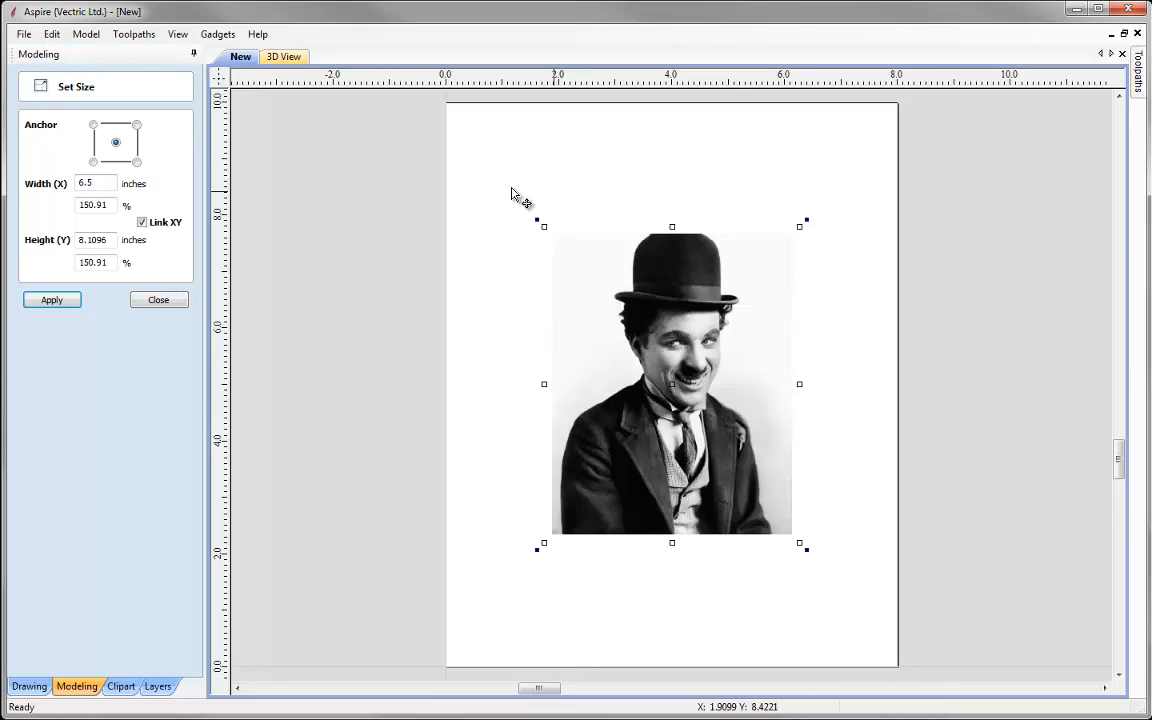 Aspire {Vectric Ltd.} - [New]
File Edit Model Toolpaths View Gadgets Help
Modeling
New 3D View
Set Size
Anchor
Width (X) 6.5 inches
150.91 %
Link XY
Height (Y) 8.1096 inches
150.91 %
Apply Close
-2.0 0.0 2.0 4.0 6.0 8.0 10.0
10.0
8.0
6.0
4.0
2.0
0.0
Toolpaths
Drawing Modeling Clipart Layers
Ready X: 1.9099 Y: 8.4221